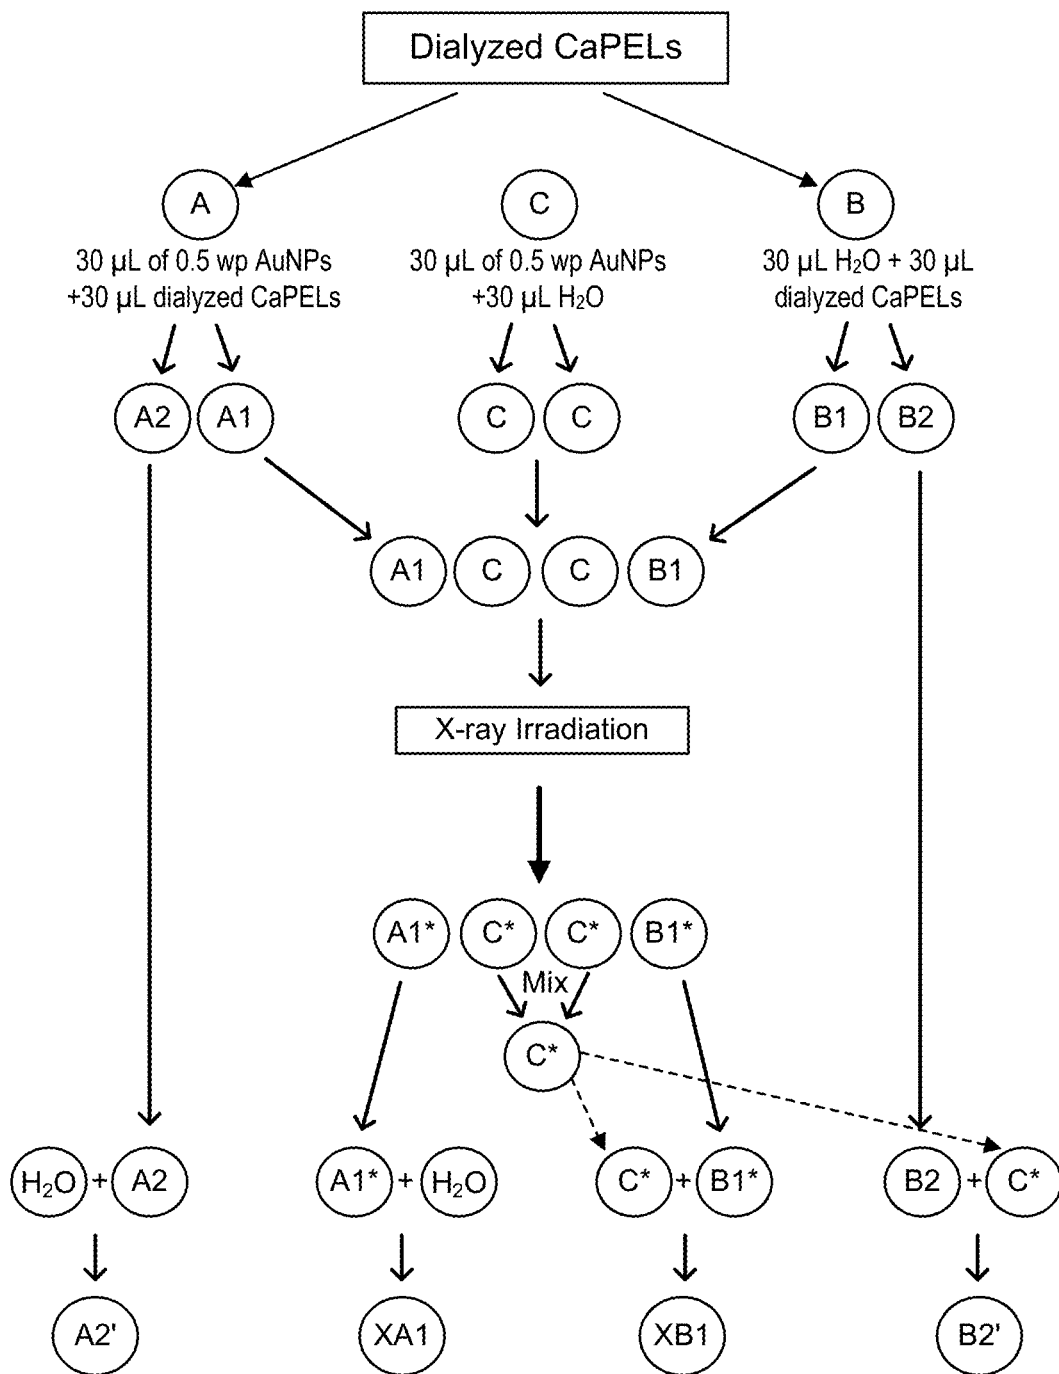 Dialyzed CaPELs
A
C
B
30 µL of 0.5 wp AuNPs
+30 µL dialyzed CaPELs
30 µL of 0.5 wp AuNPs
+30 µL H₂O
30 µL H₂O + 30 µL
dialyzed CaPELs
A2 A1
C C
B1 B2
A1 C C B1
X-ray Irradiation
A1* C* C* B1*
Mix
C*
H₂O + A2
A1* + H₂O
C* + B1*
B2 + C*
A2'
XA1
XB1
B2'